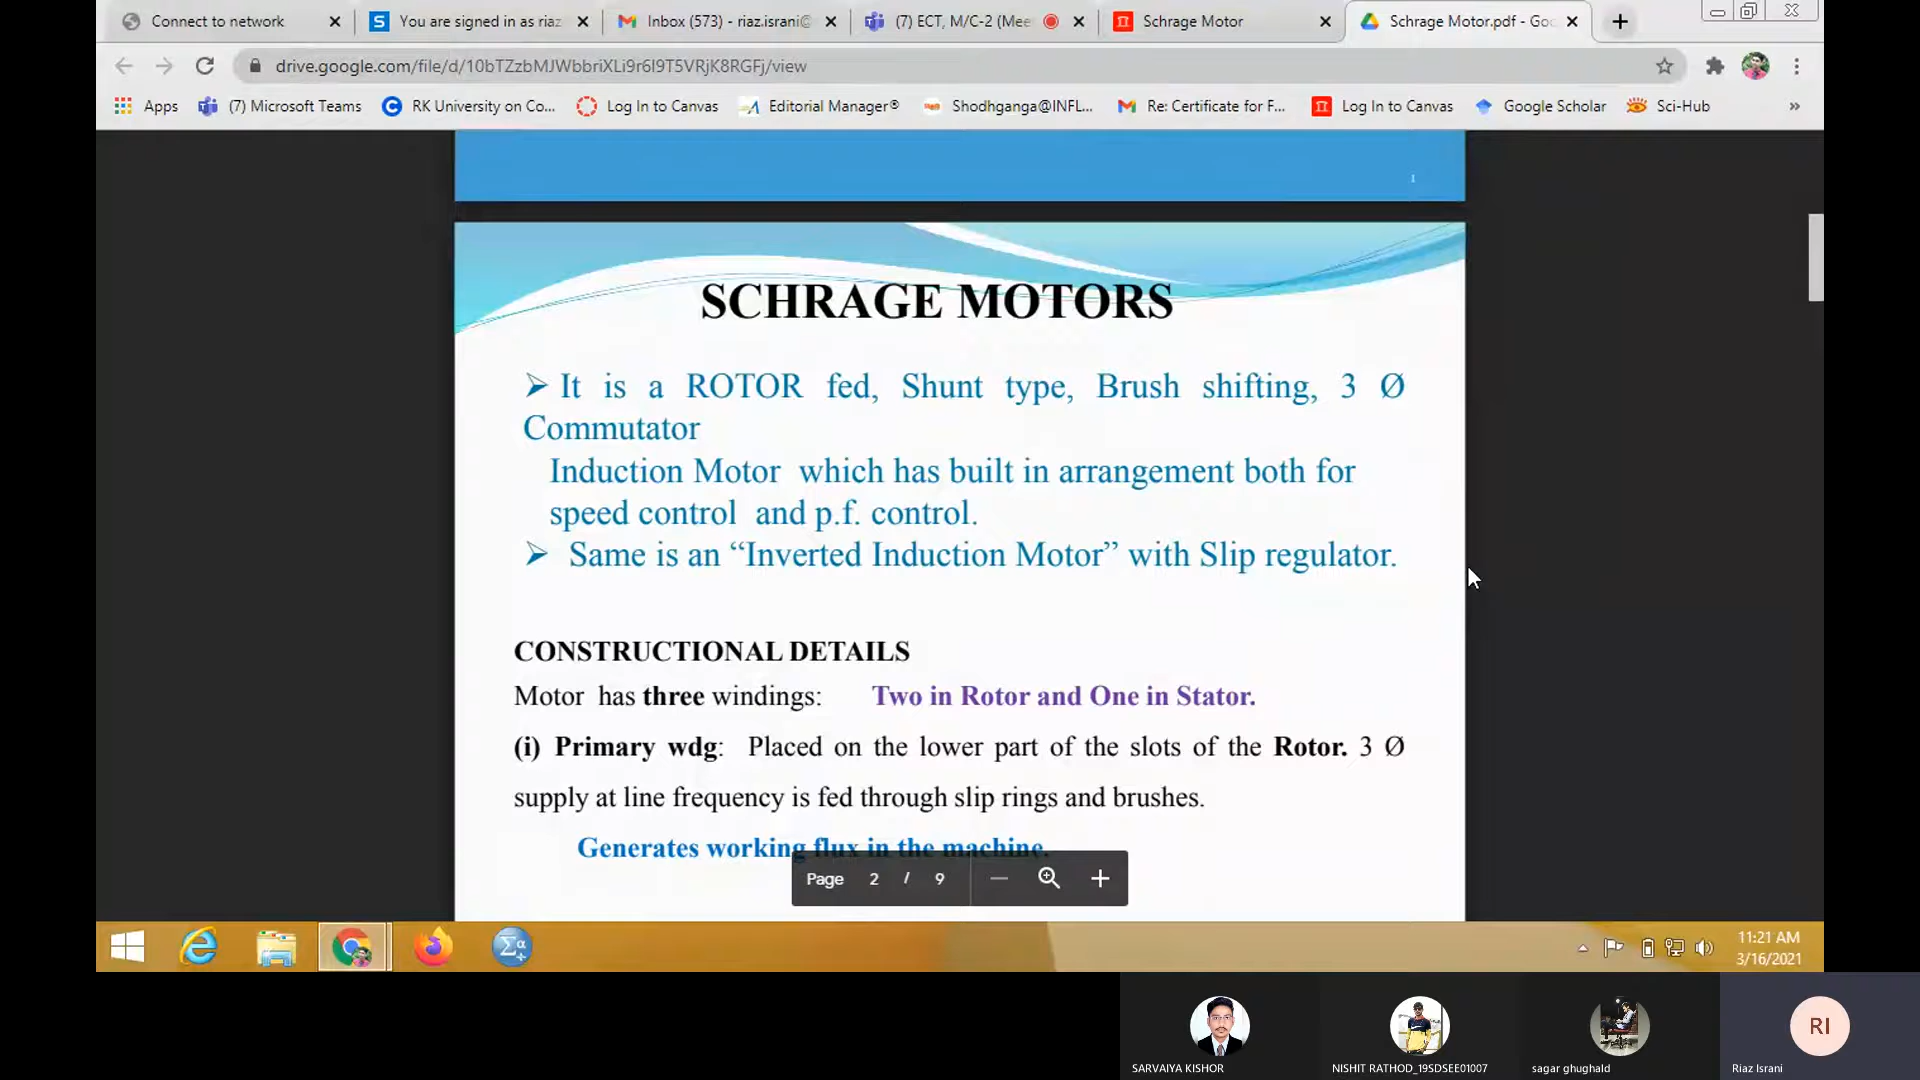 Connect to network
You are signed in as riaz
Inbox (573) - riaz.israni@
(7) ECT, M/C-2 (Mee
Schrage Motor
Schrage Motor.pdf - Goo
drive.google.com/file/d/10bTZzbMJWbbriXLi9r6I9T5VRjK8RGFj/view
Apps
(7) Microsoft Teams
RK University on Co...
Log In to Canvas
Editorial Manager®
Shodhganga@INFL...
Re: Certificate for F...
Log In to Canvas
Google Scholar
Sci-Hub
»
1
SCHRAGE MOTORS
➢ It is a ROTOR fed, Shunt type, Brush shifting, 3 Ø
Commutator
Induction Motor which has built in arrangement both for
speed control and p.f. control.
➢ Same is an “Inverted Induction Motor” with Slip regulator.
CONSTRUCTIONAL DETAILS
Motor has three windings: Two in Rotor and One in Stator.
(i) Primary wdg: Placed on the lower part of the slots of the Rotor. 3 Ø
supply at line frequency is fed through slip rings and brushes.
Generates working flux in the machine.
Page 2 / 9
11:21 AM
3/16/2021
RI
SARVAIYA KISHOR
NISHIT RATHOD_19SDSEE01007
sagar ghughald
Riaz Israni